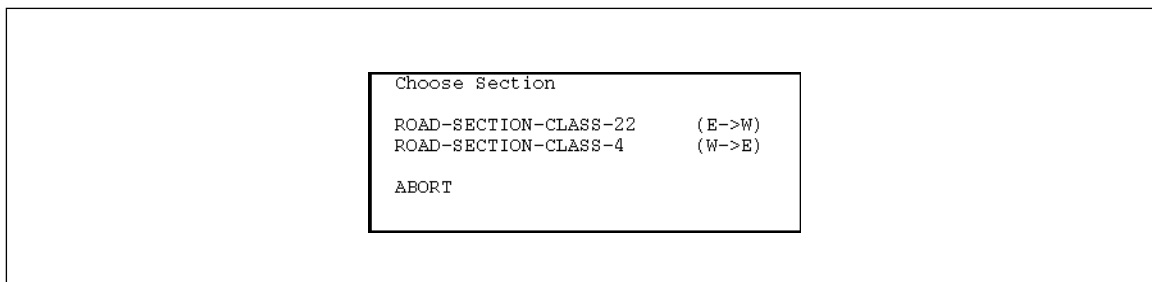 Choose Section
ROAD-SECTION-CLASS-22 (E->W)
ROAD-SECTION-CLASS-4 (W->E)
ABORT